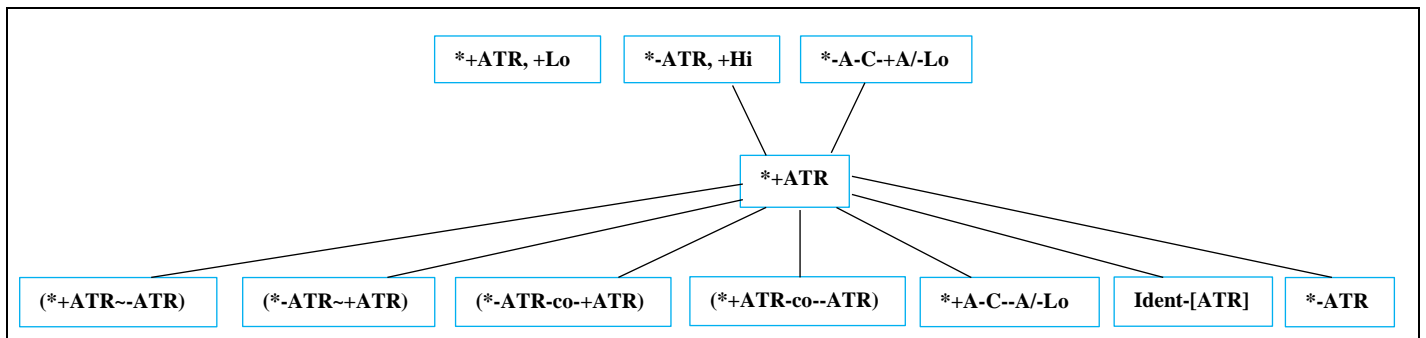 *+ATR, +Lo *-ATR, +Hi *-A-C-+A/-Lo
*+ATR
(*+ATR~-ATR) (*-ATR~+ATR) (*-ATR-co-+ATR) (*+ATR-co--ATR) *+A-C--A/-Lo Ident-[ATR] *-ATR